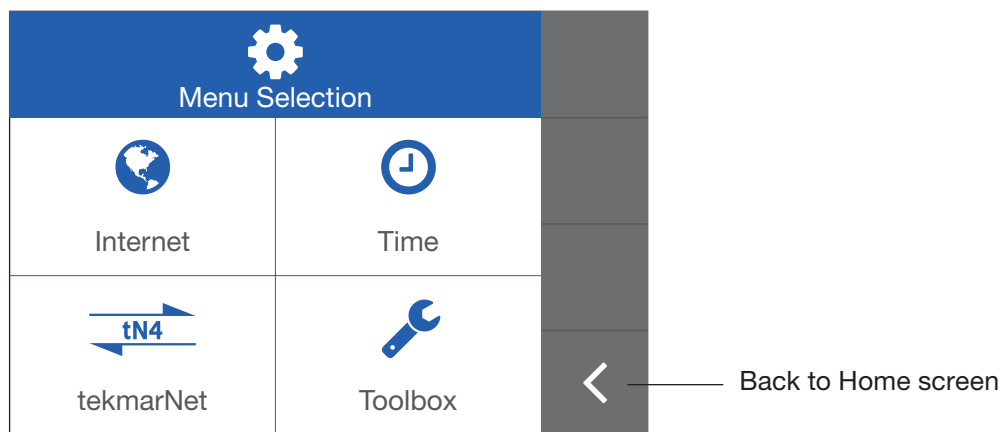 Menu Selection
Internet
Time
tN4
tekmarNet
Toolbox
Back to Home screen